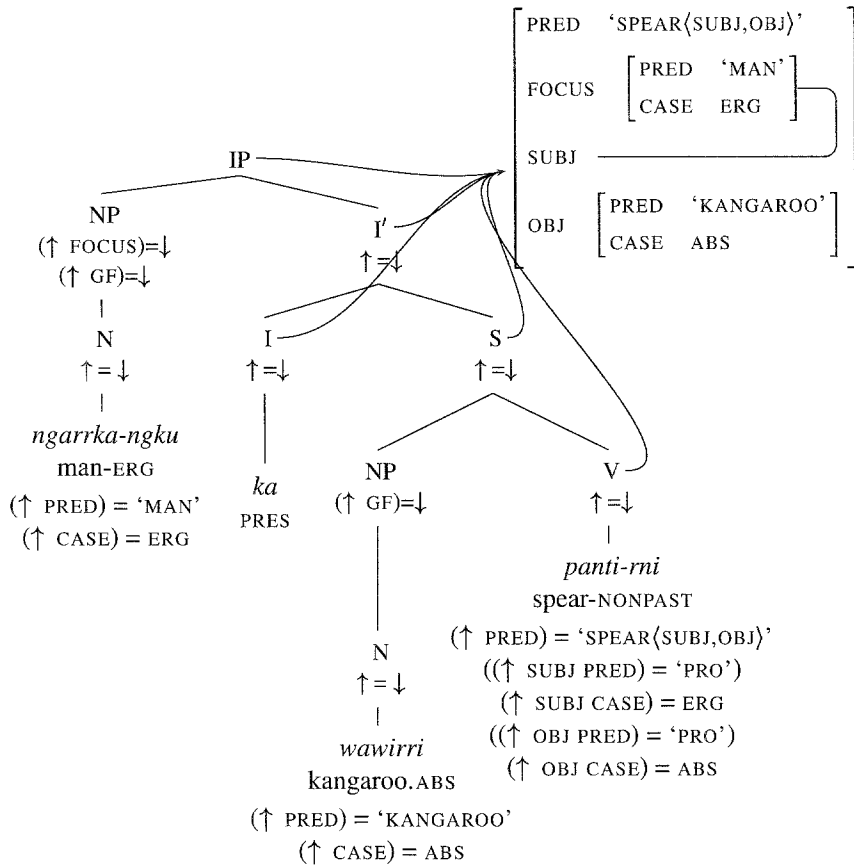 PRED ‘SPEAR⟨SUBJ,OBJ⟩’
FOCUS
PRED ‘MAN’
CASE ERG
SUBJ
OBJ
PRED ‘KANGAROO’
CASE ABS
IP
NP
(↑ FOCUS)=↓
(↑ GF)=↓
I′
↑=↓
N
↑=↓
I
↑=↓
S
↑=↓
ngarrka-ngku
man-ERG
(↑ PRED) = ‘MAN’
(↑ CASE) = ERG
ka
PRES
NP
(↑ GF)=↓
V
↑=↓
panti-rni
spear-NONPAST
(↑ PRED) = ‘SPEAR⟨SUBJ,OBJ⟩’
((↑ SUBJ PRED) = ‘PRO’)
(↑ SUBJ CASE) = ERG
((↑ OBJ PRED) = ‘PRO’)
(↑ OBJ CASE) = ABS
N
↑=↓
wawirri
kangaroo.ABS
(↑ PRED) = ‘KANGAROO’
(↑ CASE) = ABS